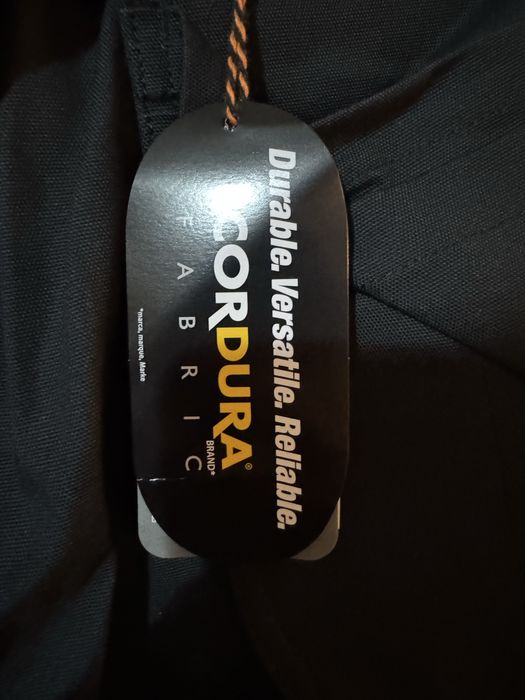 Durable. Versatile. Reliable.
CORDURA®
BRAND*
FABRIC
*marca, marque, Marke